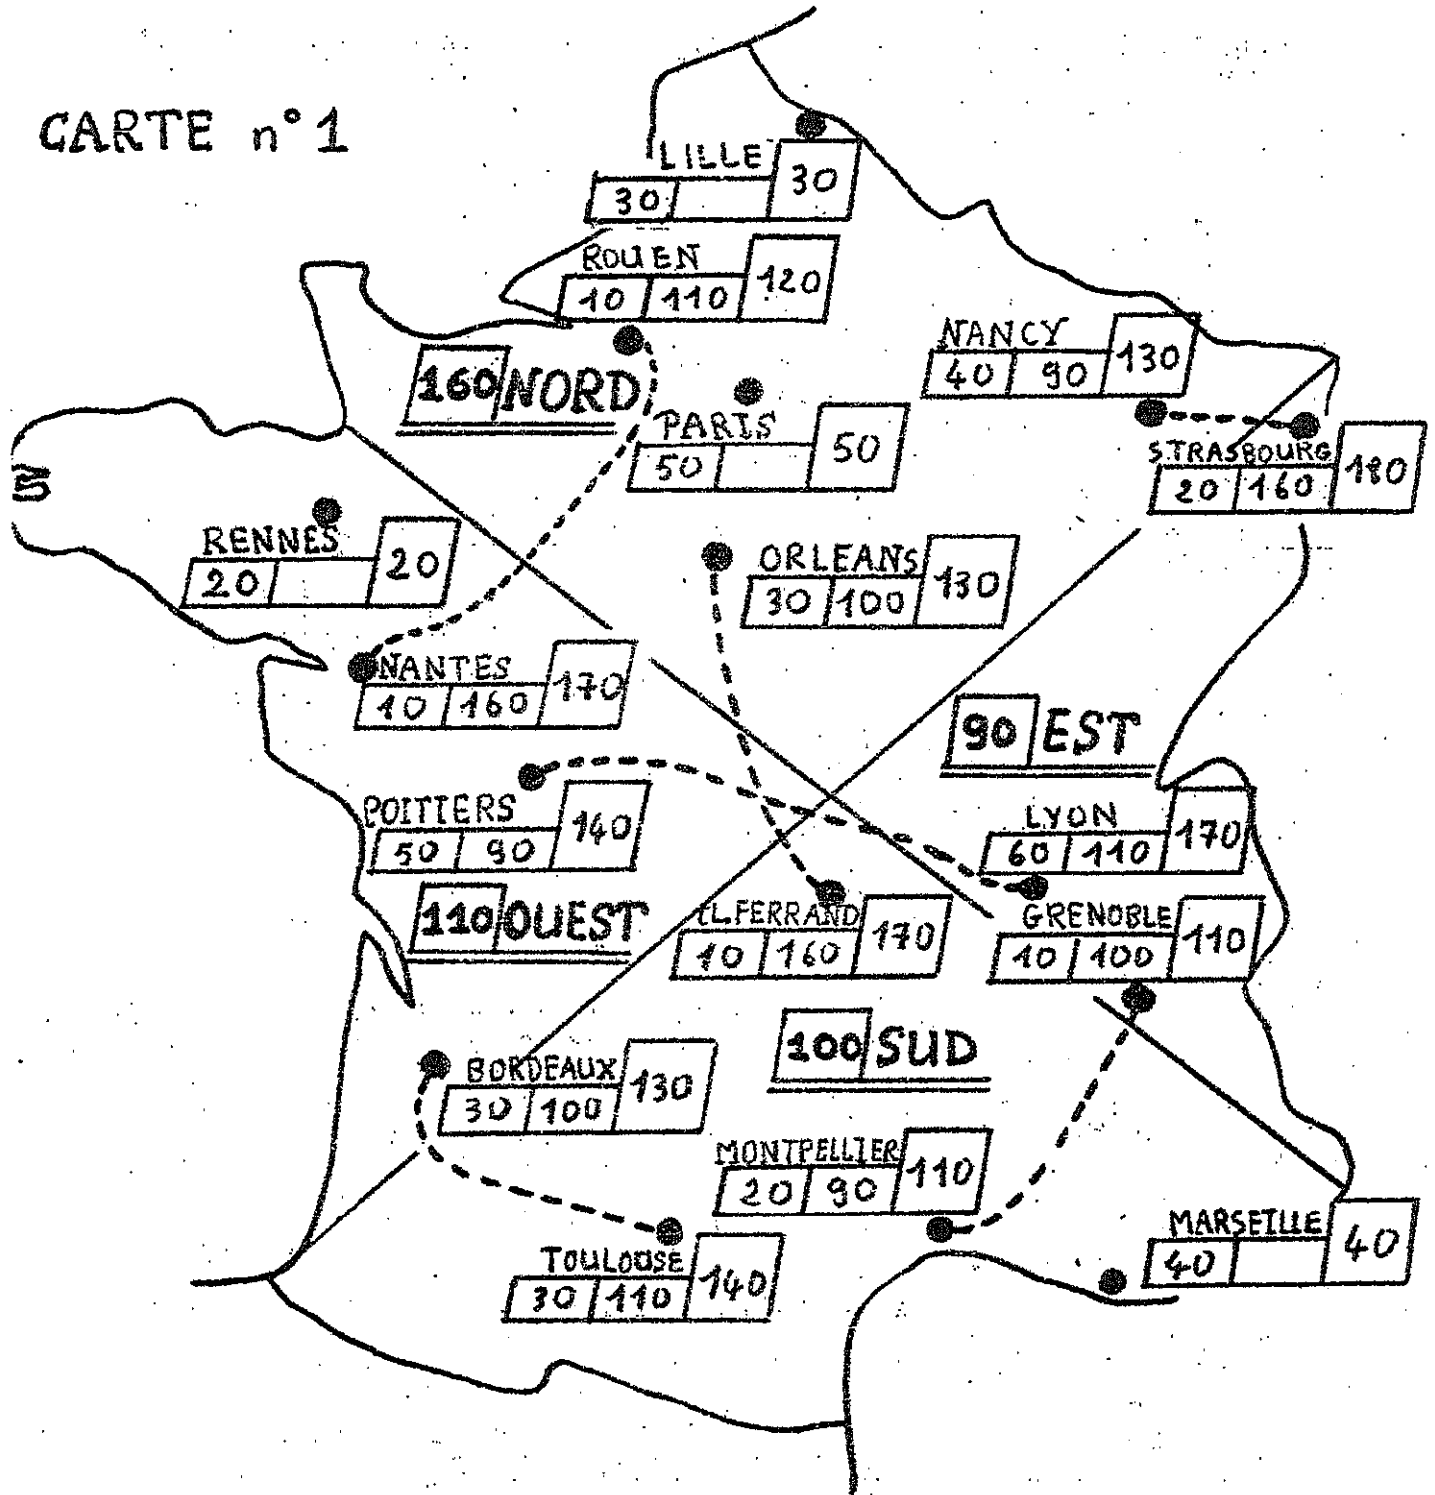 CARTE n°1
LILLE
30 30
ROUEN
10 110 120
NANCY
40 90 130
160 NORD
PARIS
50 50
STRASBOURG
20 160 180
5
RENNES
20 20
ORLEANS
30 100 130
NANTES
10 160 170
90 EST
POITIERS
50 90 140
LYON
60 110 170
110 OUEST
CL.FERRAND
10 160 170
GRENOBLE
10 100 110
100 SUD
BORDEAUX
30 100 130
MONTPELLIER
20 90 110
MARSEILLE
40 40
TOULOUSE
30 110 140